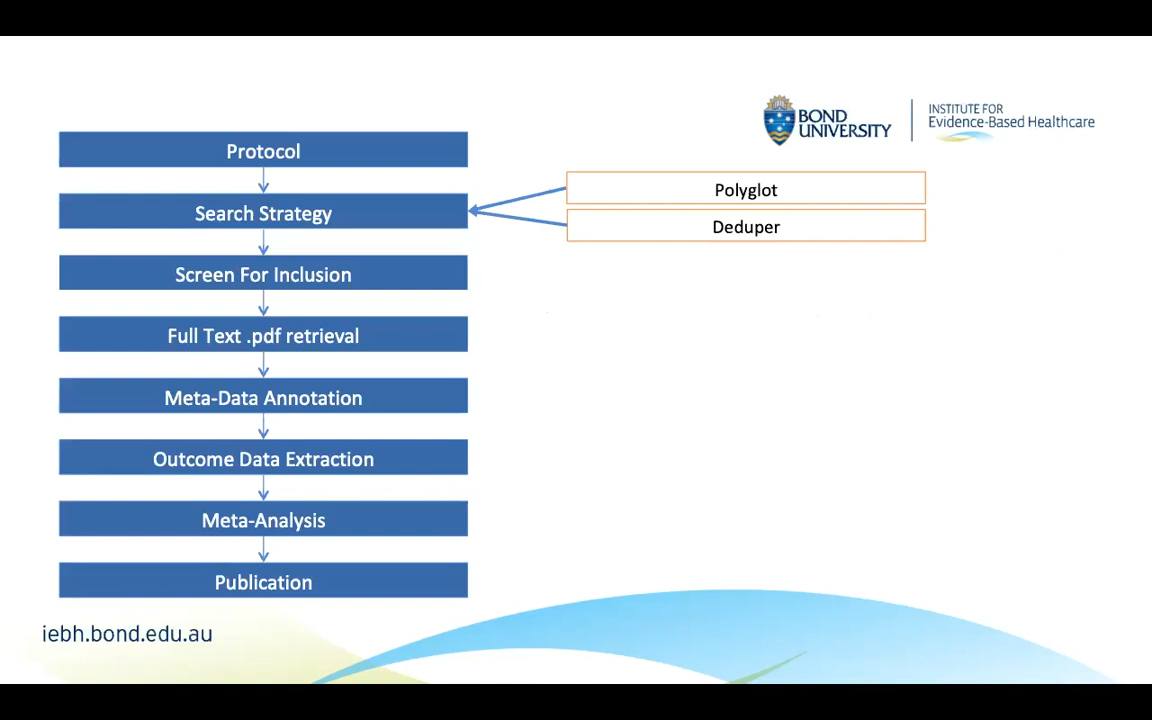 BOND
UNIVERSITY
INSTITUTE FOR
Evidence-Based Healthcare
Protocol
Search Strategy
Screen For Inclusion
Full Text .pdf retrieval
Meta-Data Annotation
Outcome Data Extraction
Meta-Analysis
Publication
Polyglot
Deduper
iebh.bond.edu.au